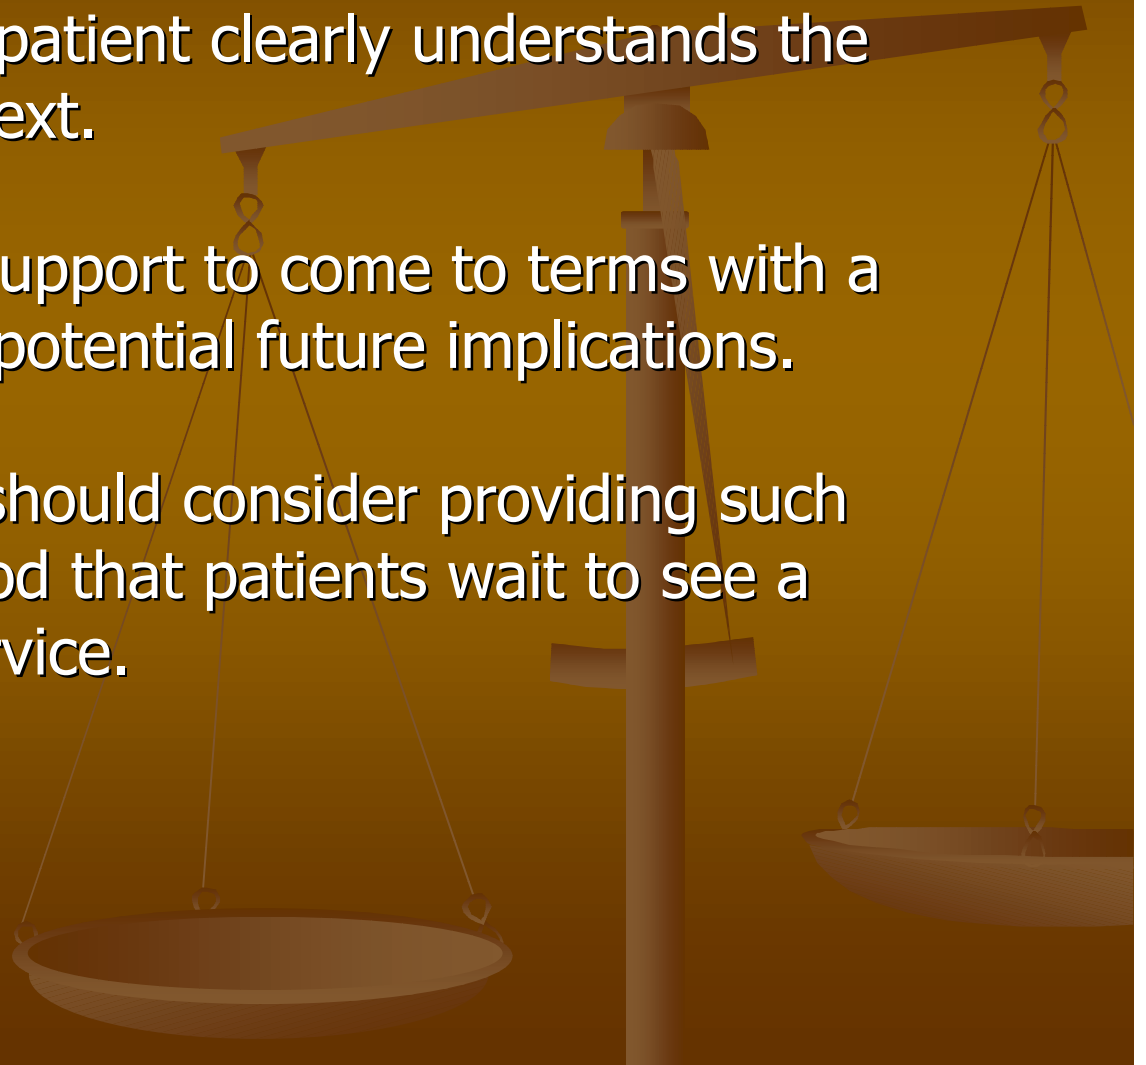 patient clearly understands the
ext.
upport to come to terms with a
potential future implications.
should consider providing such
od that patients wait to see a
vice.